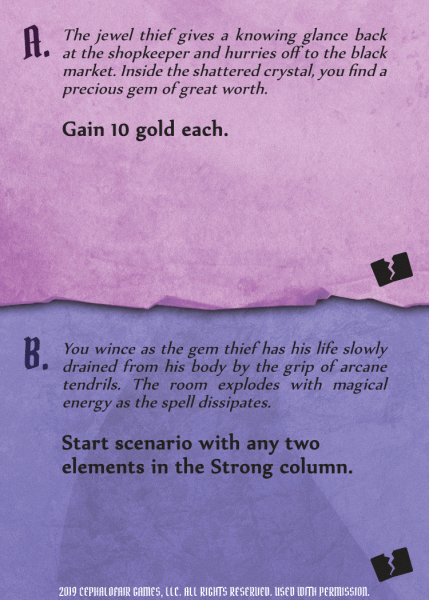 A.
The jewel thief gives a knowing glance back
at the shopkeeper and hurries off to the black
market. Inside the shattered crystal, you find a
precious gem of great worth.
Gain 10 gold each.
B.
You wince as the gem thief has his life slowly
drained from his body by the grip of arcane
tendrils. The room explodes with magical
energy as the spell dissipates.
Start scenario with any two
elements in the Strong column.
2019 CEPHALOFAIR GAMES, LLC. ALL RIGHTS RESERVED. USED WITH PERMISSION.